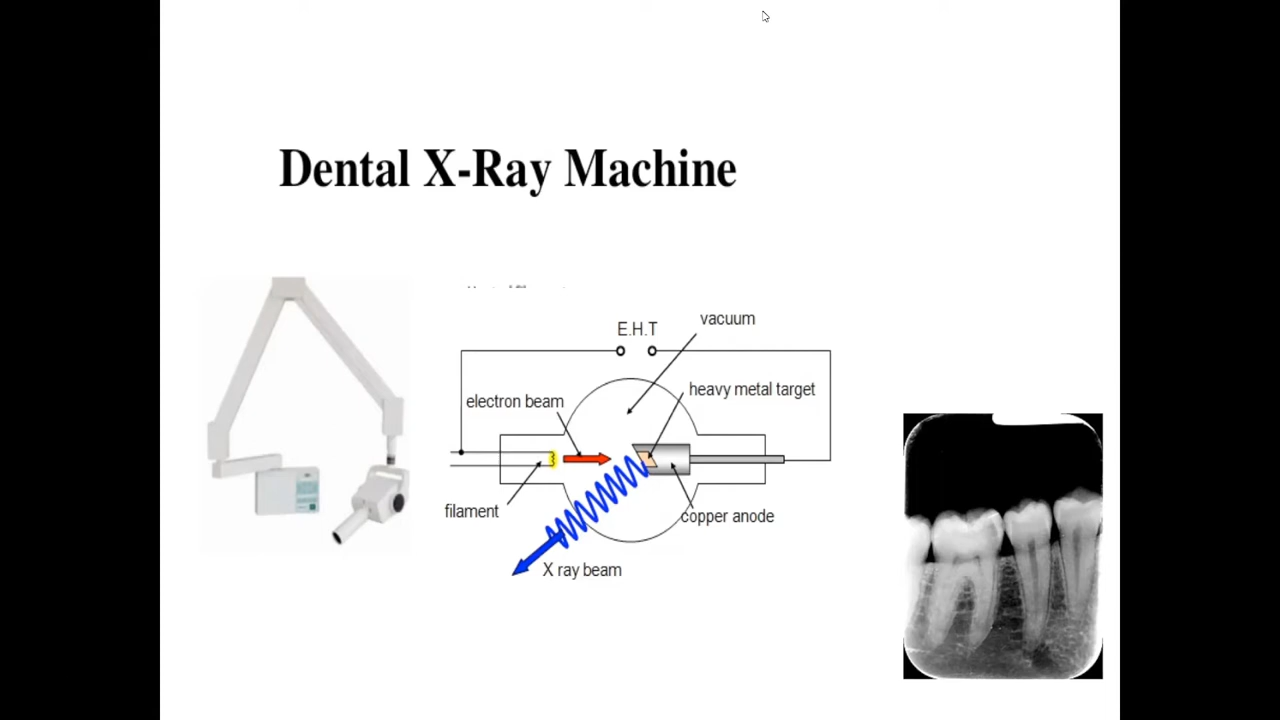 Dental X-Ray Machine
vacuum
E.H.T
heavy metal target
electron beam
filament
copper anode
X ray beam